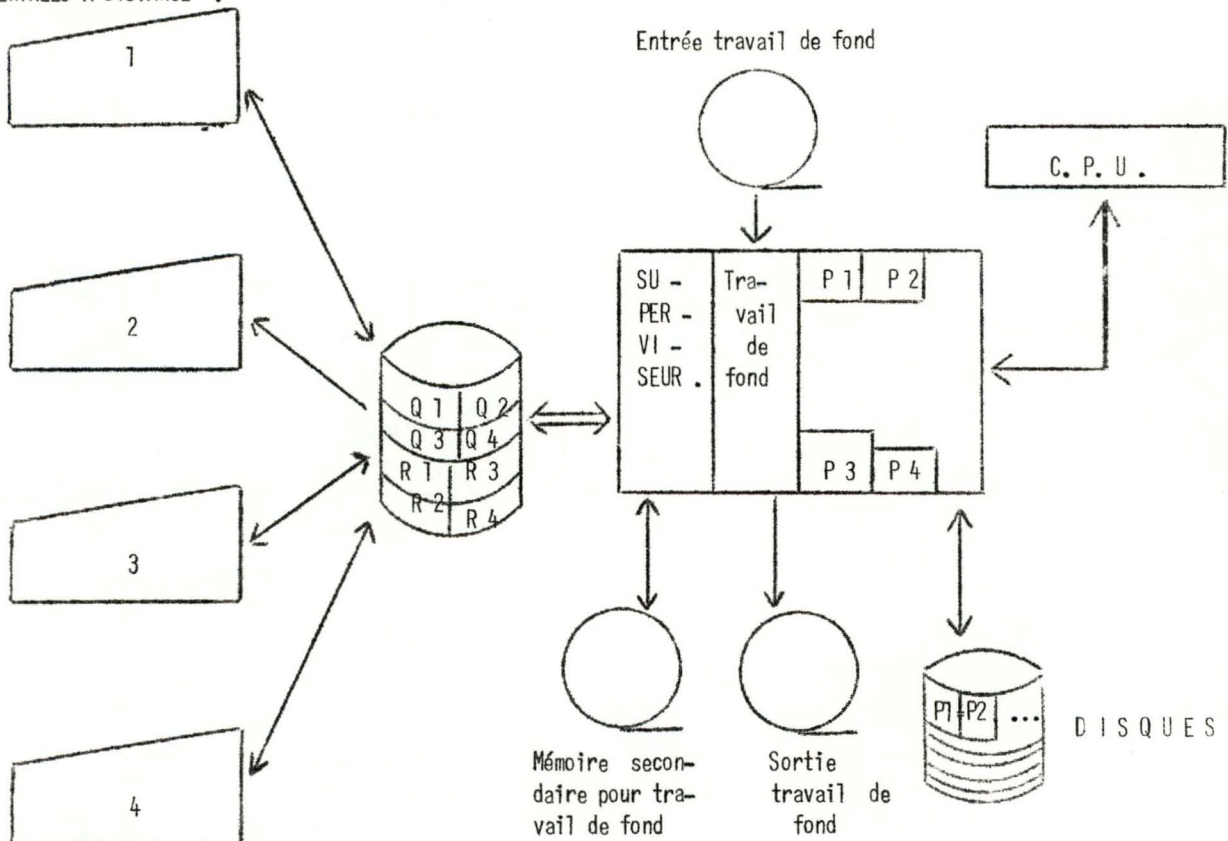 1
Entrée travail de fond
C. P. U.
SU - Tra- P 1 P 2
PER - vail
VI - de
SEUR . fond
2
Q 1 Q 2
Q 3 Q 4
R 1 R 3
R 2 R 4
P 3 P 4
3
P1 P2 ...
DISQUES
Mémoire secon-
daire pour tra-
vail de fond
Sortie
travail de
fond
4